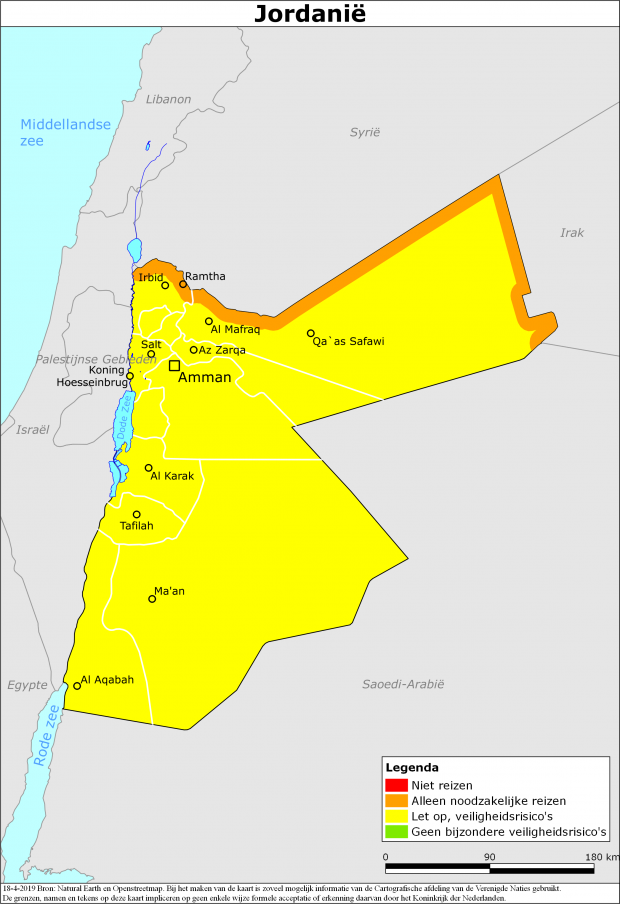 Jordanië
Libanon
Middellandse
zee
Syrië
Irak
Irbid
Ramtha
Al Mafraq
Qa`as Safawi
Salt
Az Zarqa
Palestijnse Gebieden
Koning
Hoesseinbrug
Amman
Dode Zee
Israël
Al Karak
Tafilah
Ma'an
Egypte
Al Aqabah
Saoedi-Arabië
Rode zee
Legenda
Niet reizen
Alleen noodzakelijke reizen
Let op, veiligheidsrisico's
Geen bijzondere veiligheidsrisico's
0 90 180 km
18-4-2019 Bron: Natural Earth en Openstreetmap. Bij het maken van de kaart is zoveel mogelijk informatie van de Cartografische afdeling van de Verenigde Naties gebruikt.
De grenzen, namen en tekens op deze kaart impliceren op geen enkele wijze formele acceptatie of erkenning daarvan door het Koninkrijk der Nederlanden.